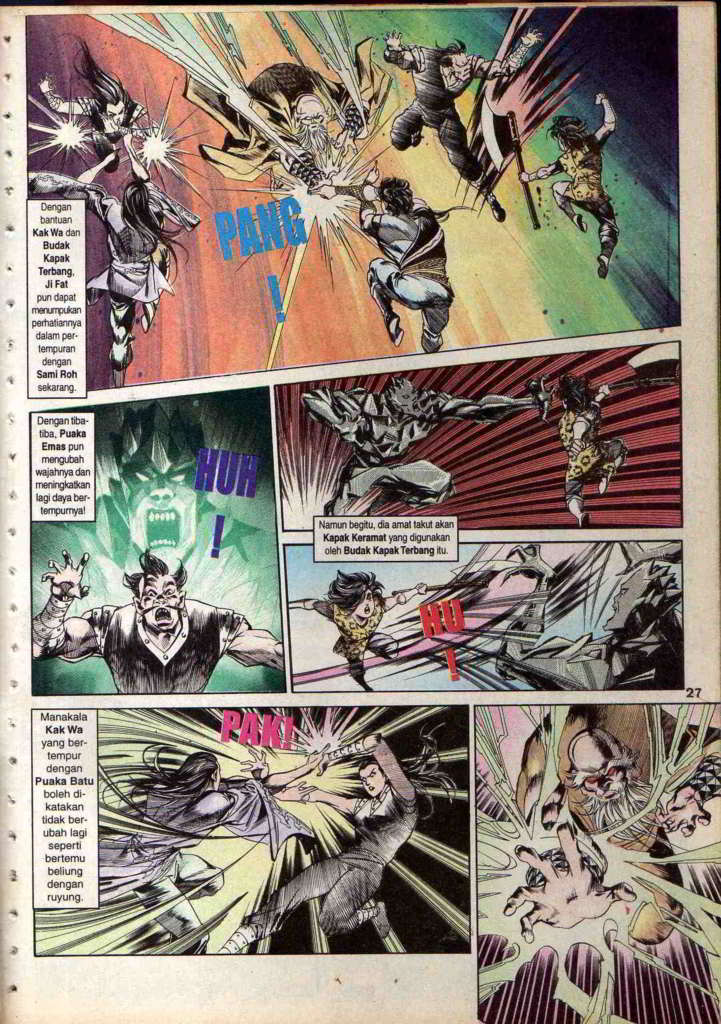 PANG
!
Dengan
bantuan
Kak Wa dan
Budak
Kapak
Terbang,
Ji Fat
pun dapat
menumpukan
perhatiannya
dalam per-
tempuran
dengan
Sami Roh
sekarang.
Dengan tiba-
tiba, Puaka
Emas pun
mengubah
wajahnya dan
meningkatkan
lagi daya ber-
tempurnya!
HUH
!
Namun begitu, dia amat takut akan
Kapak Keramat yang digunakan
oleh Budak Kapak Terbang itu.
HU
!
27
Manakala
Kak Wa
yang ber-
tempur
dengan
Puaka Batu
boleh di-
katakan
tidak ber-
ubah lagi
seperti
bertemu
beliung
dengan
ruyung.
PAK!